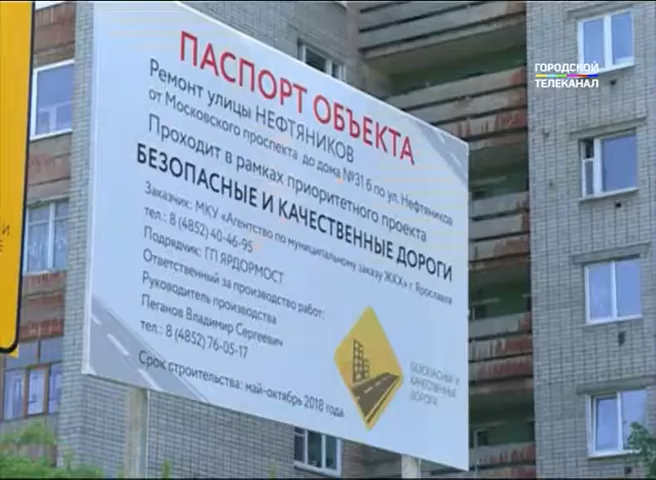 ГОРОДСКОЙ
ТЕЛЕКАНАЛ
ПАСПОРТ ОБЪЕКТА
Ремонт улицы НЕФТЯНИКОВ
от Московского проспекта до дома №31 б по ул. Нефтяников
Проходит в рамках приоритетного проекта
БЕЗОПАСНЫЕ И КАЧЕСТВЕННЫЕ ДОРОГИ
Заказчик: МКУ «Агентство по муниципальному заказу ЖКХ» г. Ярославля
тел.: 8 (4852) 40-46-95
Подрядчик: ГП ЯРДОРМОСТ
Ответственный за производство работ:
Руководитель производства
Пеганов Владимир Сергеевич
тел.: 8 (4852) 76-05-17
Срок строительства: май-октябрь 2018 года
БЕЗОПАСНЫЕ И
КАЧЕСТВЕННЫЕ
ДОРОГИ